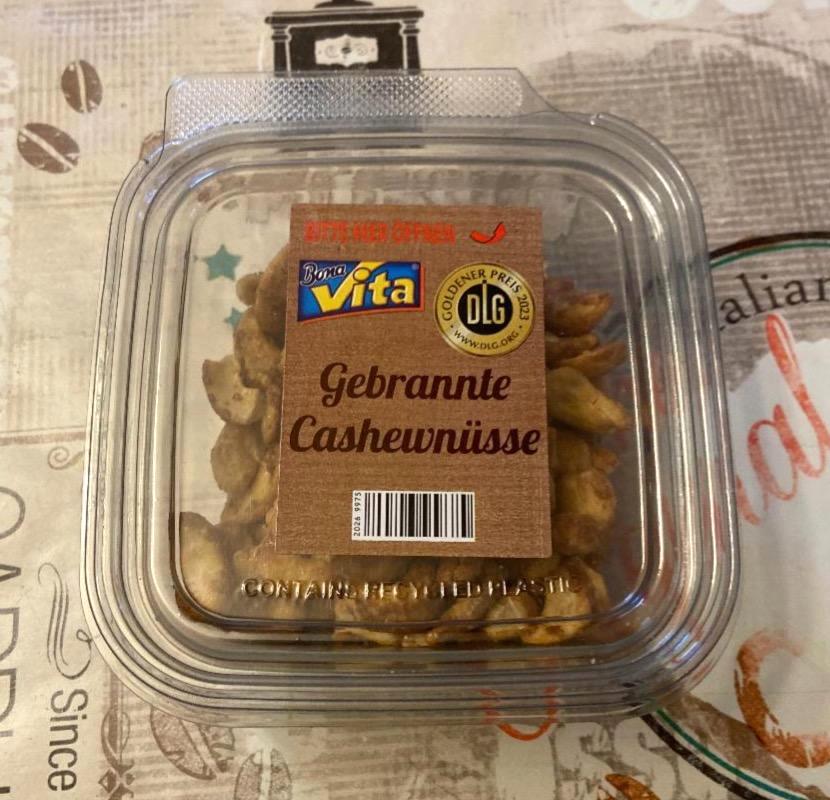 BITTE HIER ÖFFNEN
Bona
Vita
GOLDENER PREIS 2023
DLG
WWW.DLG.ORG
Gebrannte
Cashewnüsse
2026 9975
CONTAINS RECYCLED PLASTIC
Since